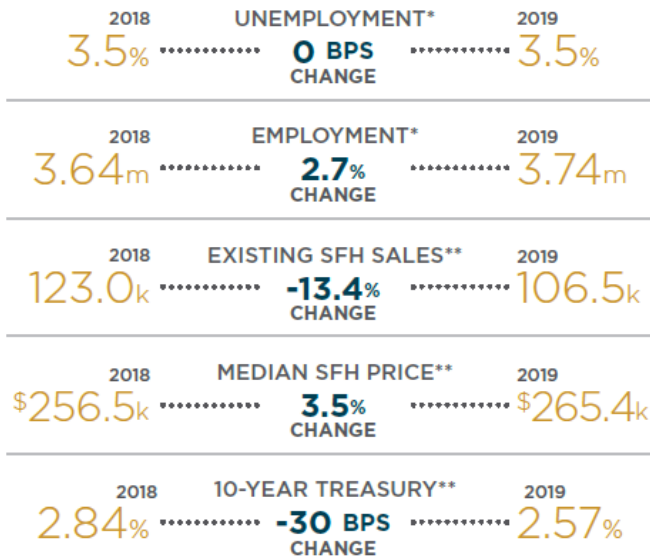 2018 UNEMPLOYMENT* 2019
3.5% 0 BPS 3.5%
CHANGE
2018 EMPLOYMENT* 2019
3.64m 2.7% 3.74m
CHANGE
2018 EXISTING SFH SALES** 2019
123.0k -13.4% 106.5k
CHANGE
2018 MEDIAN SFH PRICE** 2019
$256.5k 3.5% $265.4k
CHANGE
2018 10-YEAR TREASURY** 2019
2.84% -30 BPS 2.57%
CHANGE